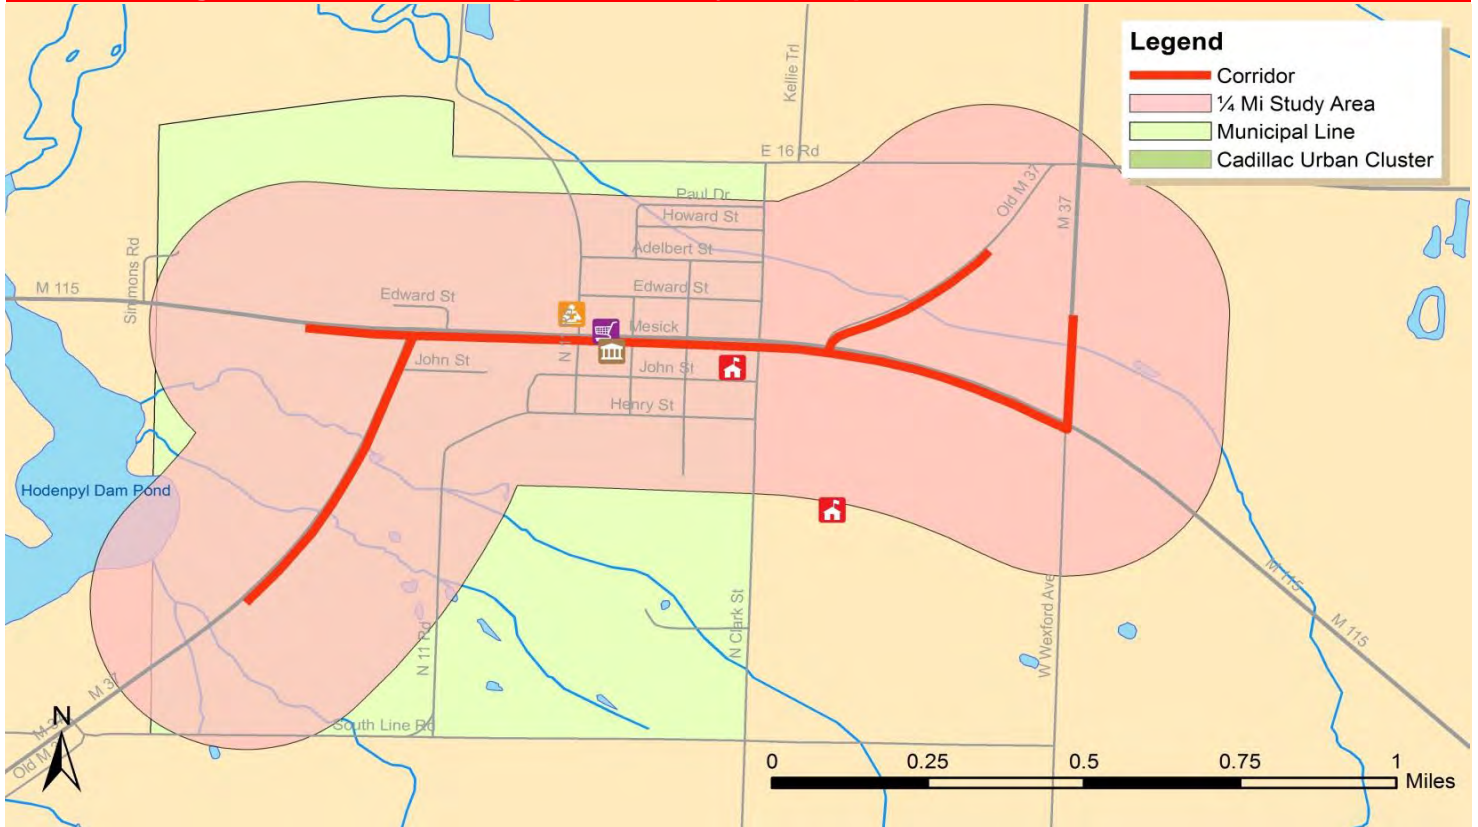 Legend
Corridor
¼ Mi Study Area
Municipal Line
Cadillac Urban Cluster
Kellie Trl
E 16 Rd
Old M 37
M 37
Paul Dr
Howard St
Adelbert St
Simmons Rd
M 115
Edward St
Edward St
Mesick
John St
John St
Henry St
Hodenpyl Dam Pond
N 11 Rd
N Clark St
W Wexford Ave
M 115
M 115
M 37
South Line Rd
N
0 0.25 0.5 0.75 1
Miles